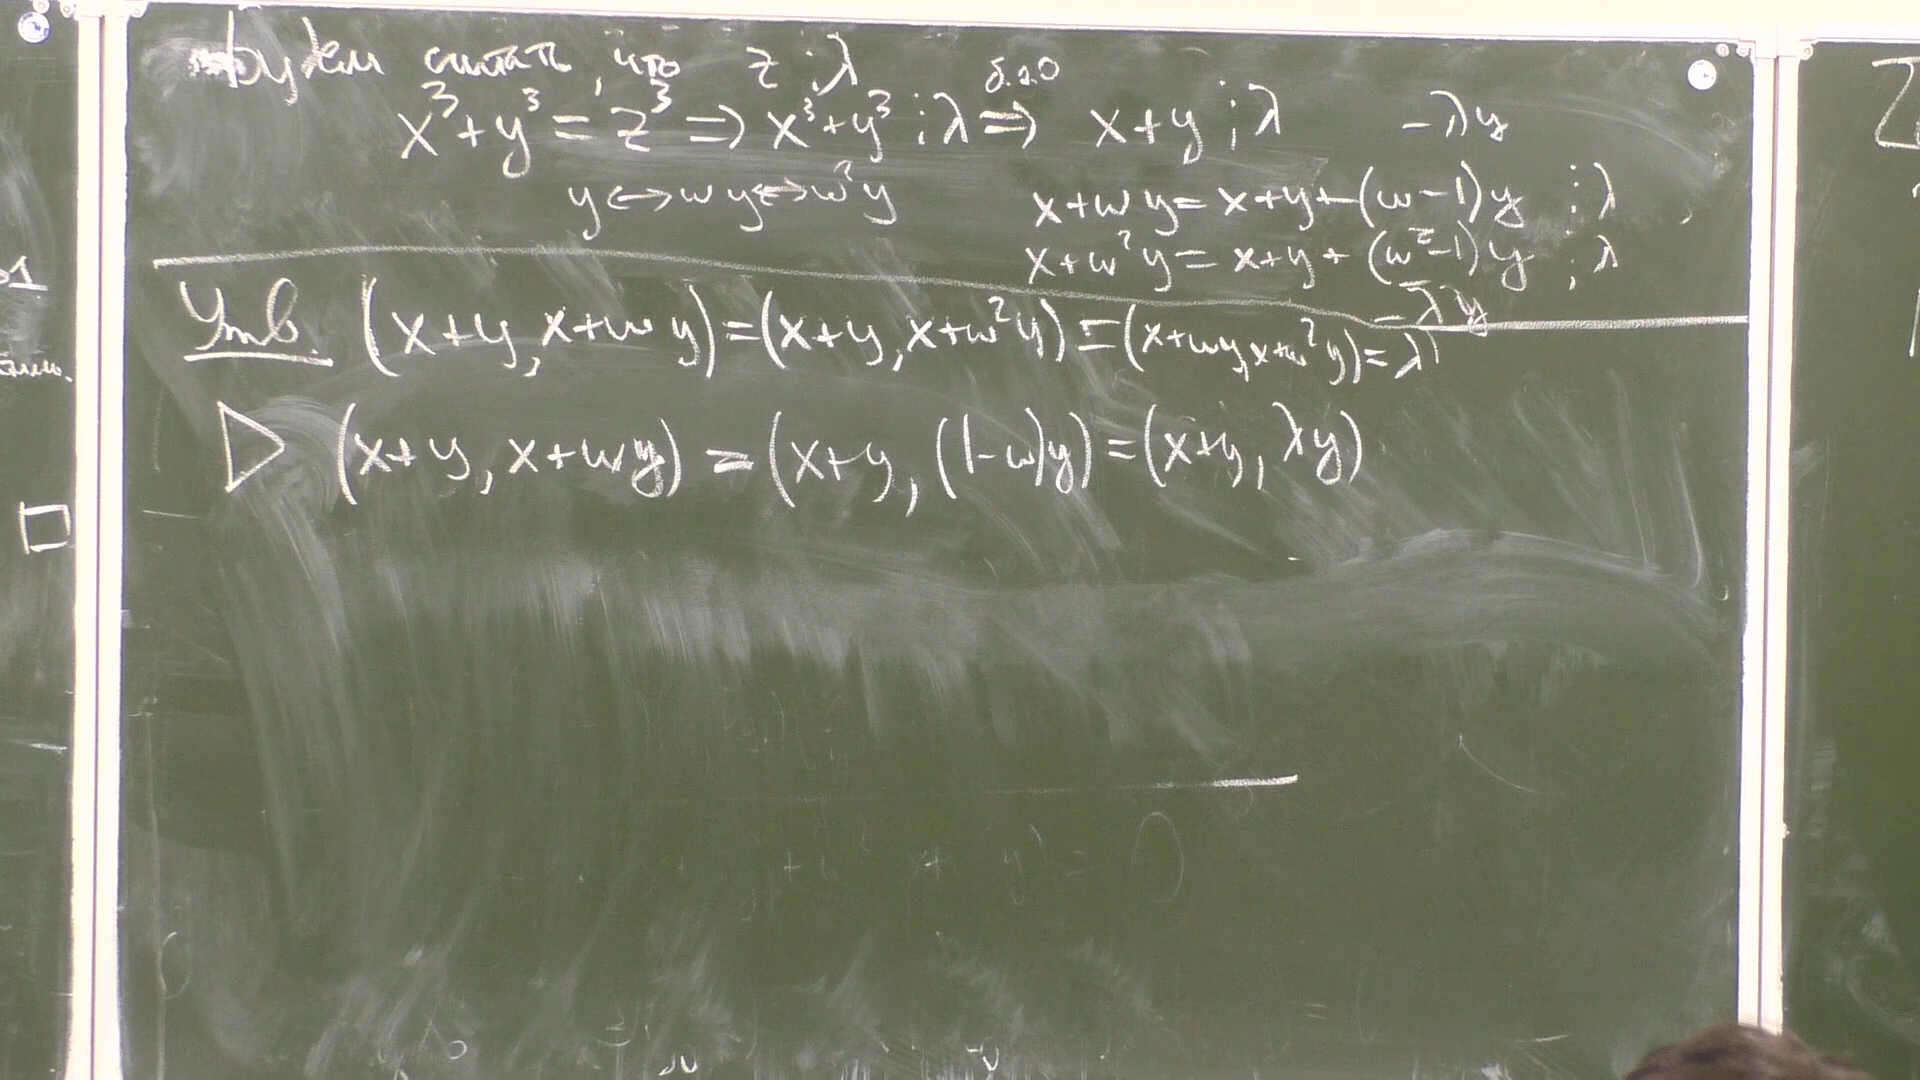 Будем считать, что z ⋮ λ
x³+y³ = z³ ⇒ x³+y³ ⋮ λ ⇒ x+y ⋮ λ
б.о.о
-λy
y ↔ ωy ↔ ω²y
x+ωy = x+y+(ω-1)y ⋮ λ,
x+ω²y = x+y+(ω²-1)y ⋮ λ
-λ̄y
Утв. (x+y, x+ωy) = (x+y, x+ω²y) = (x+ωy, x+ω²y) = λ
▷ (x+y, x+ωy) = (x+y, (1-ω)y) = (x+y, λy)
□